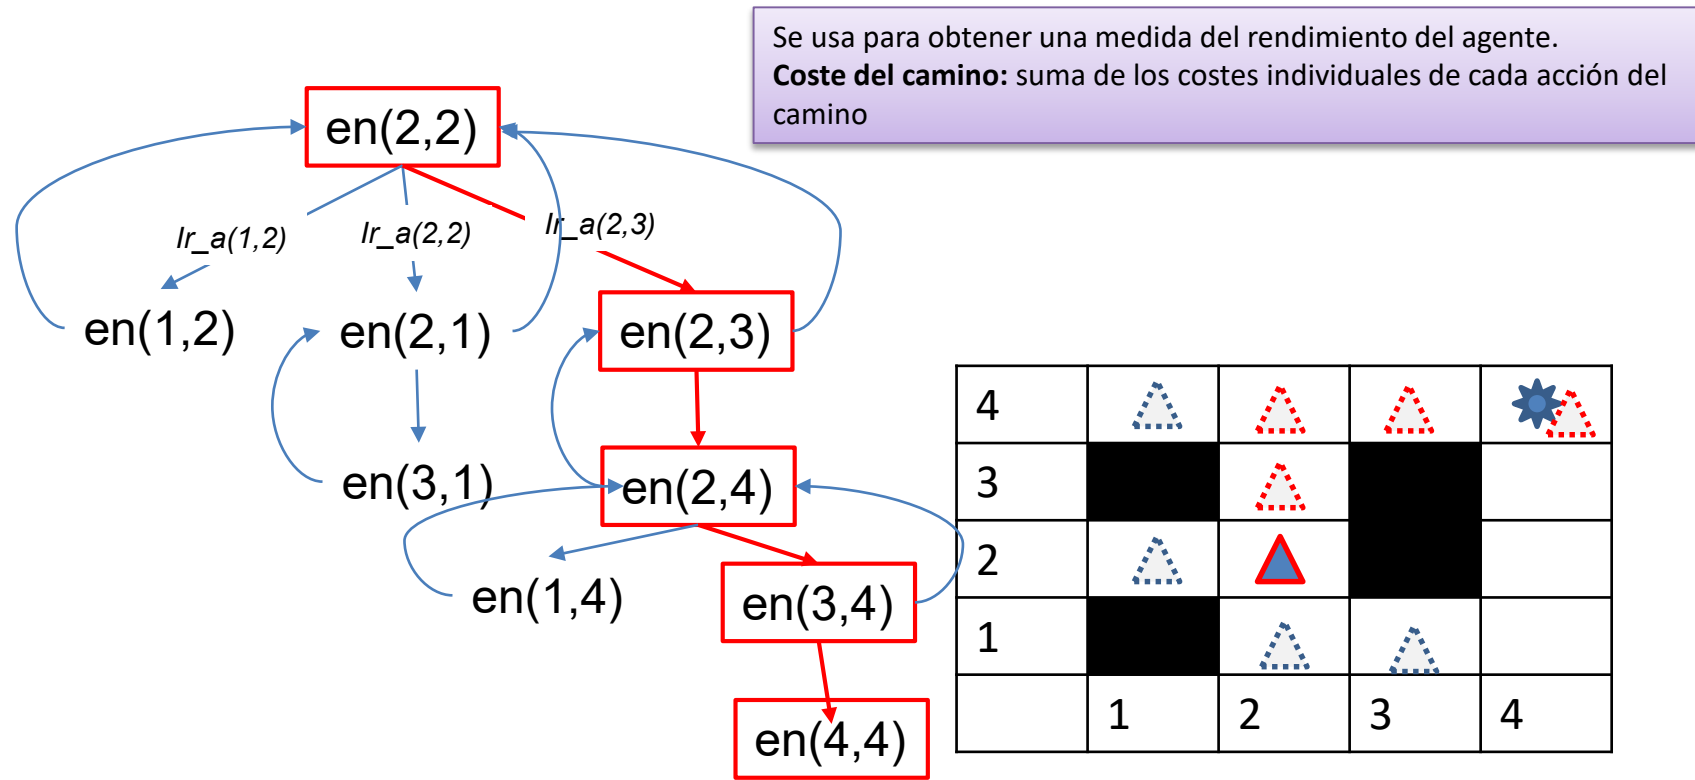 Se usa para obtener una medida del rendimiento del agente.
Coste del camino: suma de los costes individuales de cada acción del
camino
en(2,2)
Ir_a(1,2)
Ir_a(2,2)
Ir_a(2,3)
en(1,2)
en(2,1)
en(2,3)
en(3,1)
en(2,4)
en(1,4)
en(3,4)
en(4,4)
4
3
2
1
1 2 3 4